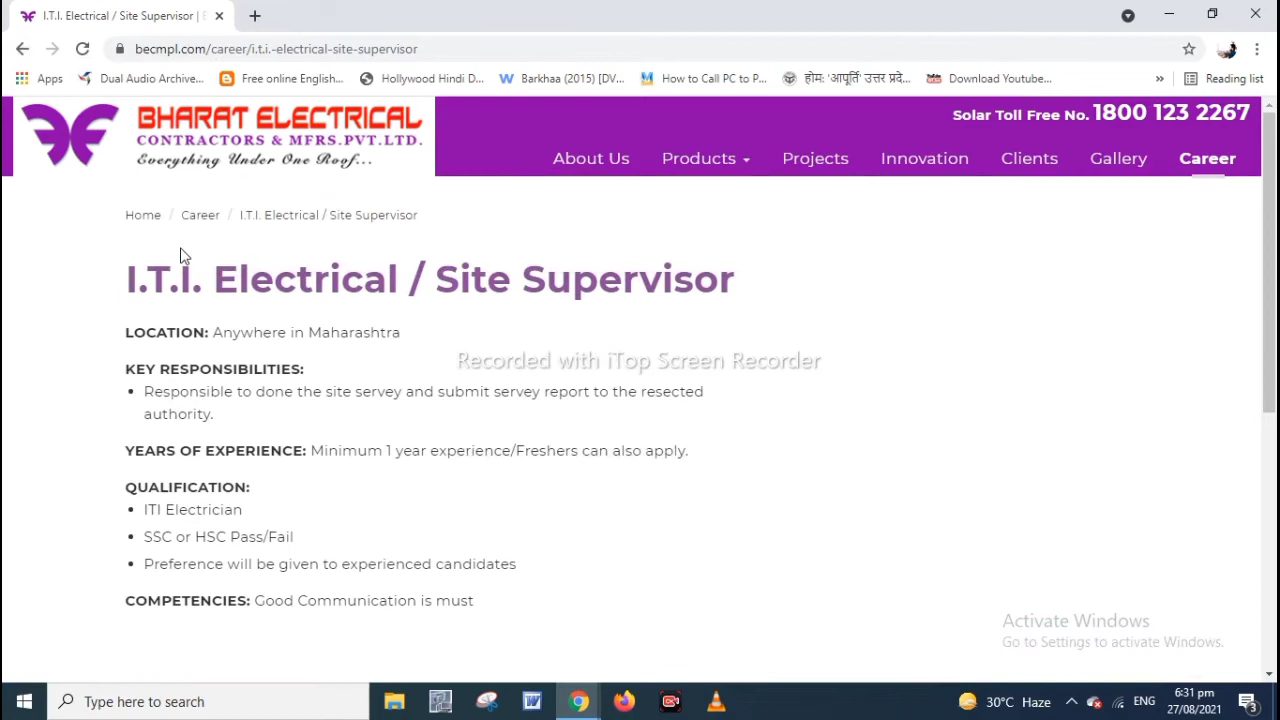 I.T.I. Electrical / Site Supervisor |
becmpl.com/career/i.t.i.-electrical-site-supervisor
Apps Dual Audio Archive... Free online English... Hollywood Hindi D... Barkhaa (2015) [DV... How to Call PC to P... होम: 'आपूर्ति' उत्तर प्रदे... Download Youtube... » Reading list
BHARAT ELECTRICAL
CONTRACTORS & MFRS.PVT.LTD.
Everything Under One Roof...
Solar Toll Free No. 1800 123 2267
About Us Products Projects Innovation Clients Gallery Career
Home / Career / I.T.I. Electrical / Site Supervisor
I.T.I. Electrical / Site Supervisor
LOCATION: Anywhere in Maharashtra
Recorded with iTop Screen Recorder
KEY RESPONSIBILITIES:
• Responsible to done the site servey and submit servey report to the resected
authority.
YEARS OF EXPERIENCE: Minimum 1 year experience/Freshers can also apply.
QUALIFICATION:
• ITI Electrician
• SSC or HSC Pass/Fail
• Preference will be given to experienced candidates
COMPETENCIES: Good Communication is must
Activate Windows
Go to Settings to activate Windows.
Type here to search
30°C Haze
ENG
6:31 pm
27/08/2021
3